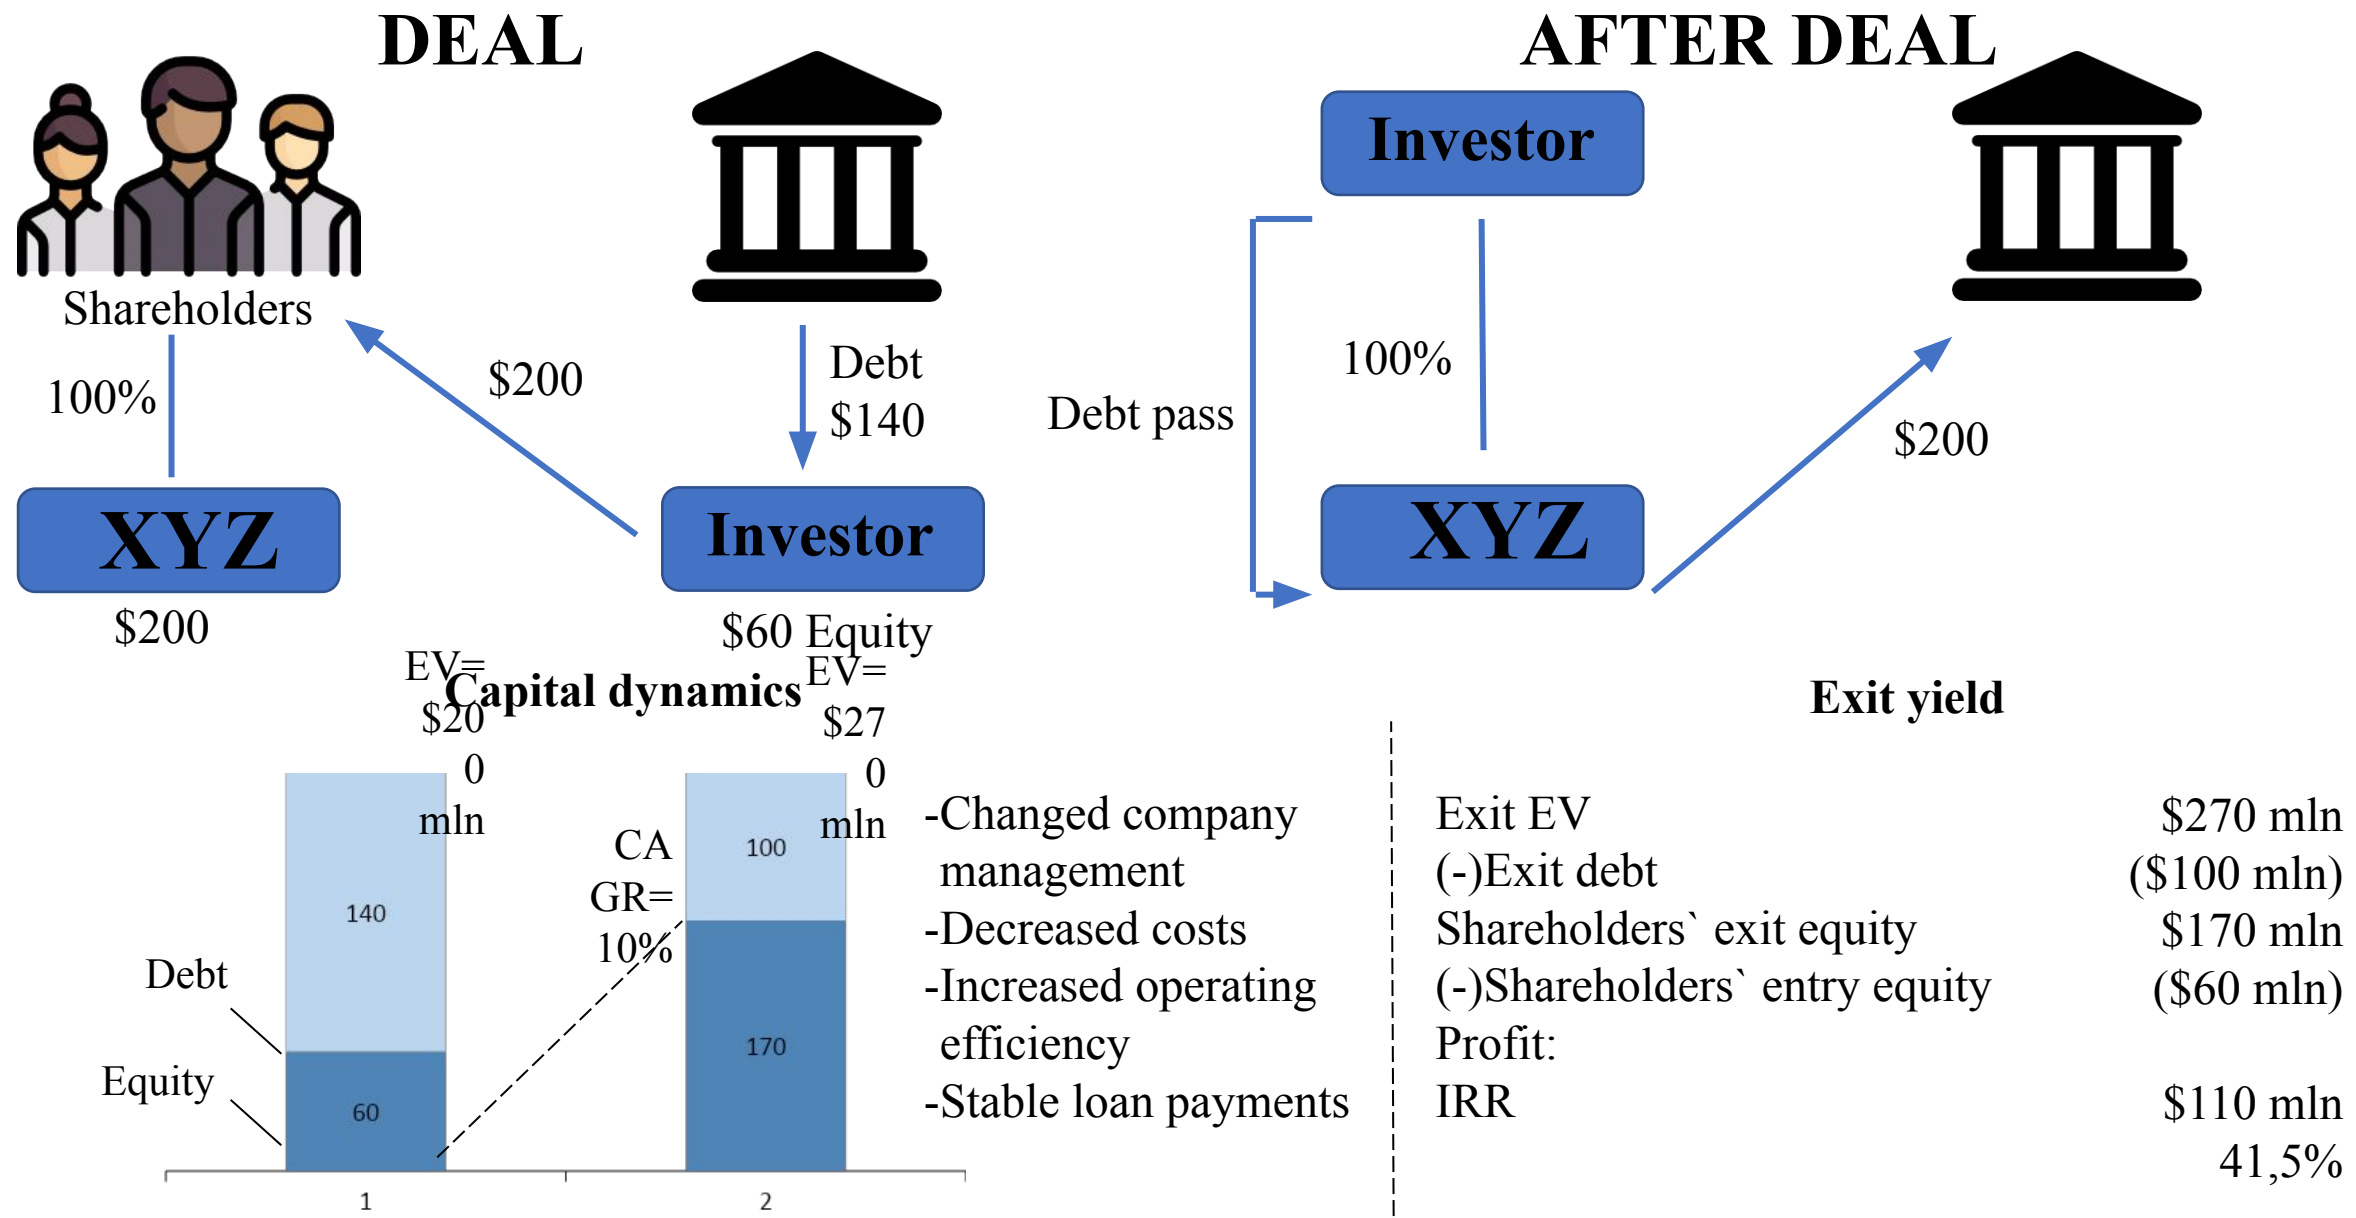 DEAL
AFTER DEAL
Investor
Shareholders
100%
$200
Debt
$140
Debt pass
100%
$200
XYZ
Investor
XYZ
$200
$60 Equity
Capital dynamics
EV=
$20
0
mln
EV=
$27
0
mln
CA
GR=
10%
140
60
100
170
Debt
Equity
1
2
-Changed company
management
-Decreased costs
-Increased operating
efficiency
-Stable loan payments
Exit yield
Exit EV
$270 mln
(-)Exit debt
($100 mln)
Shareholders` exit equity
$170 mln
(-)Shareholders` entry equity
($60 mln)
Profit:
IRR
$110 mln
41,5%